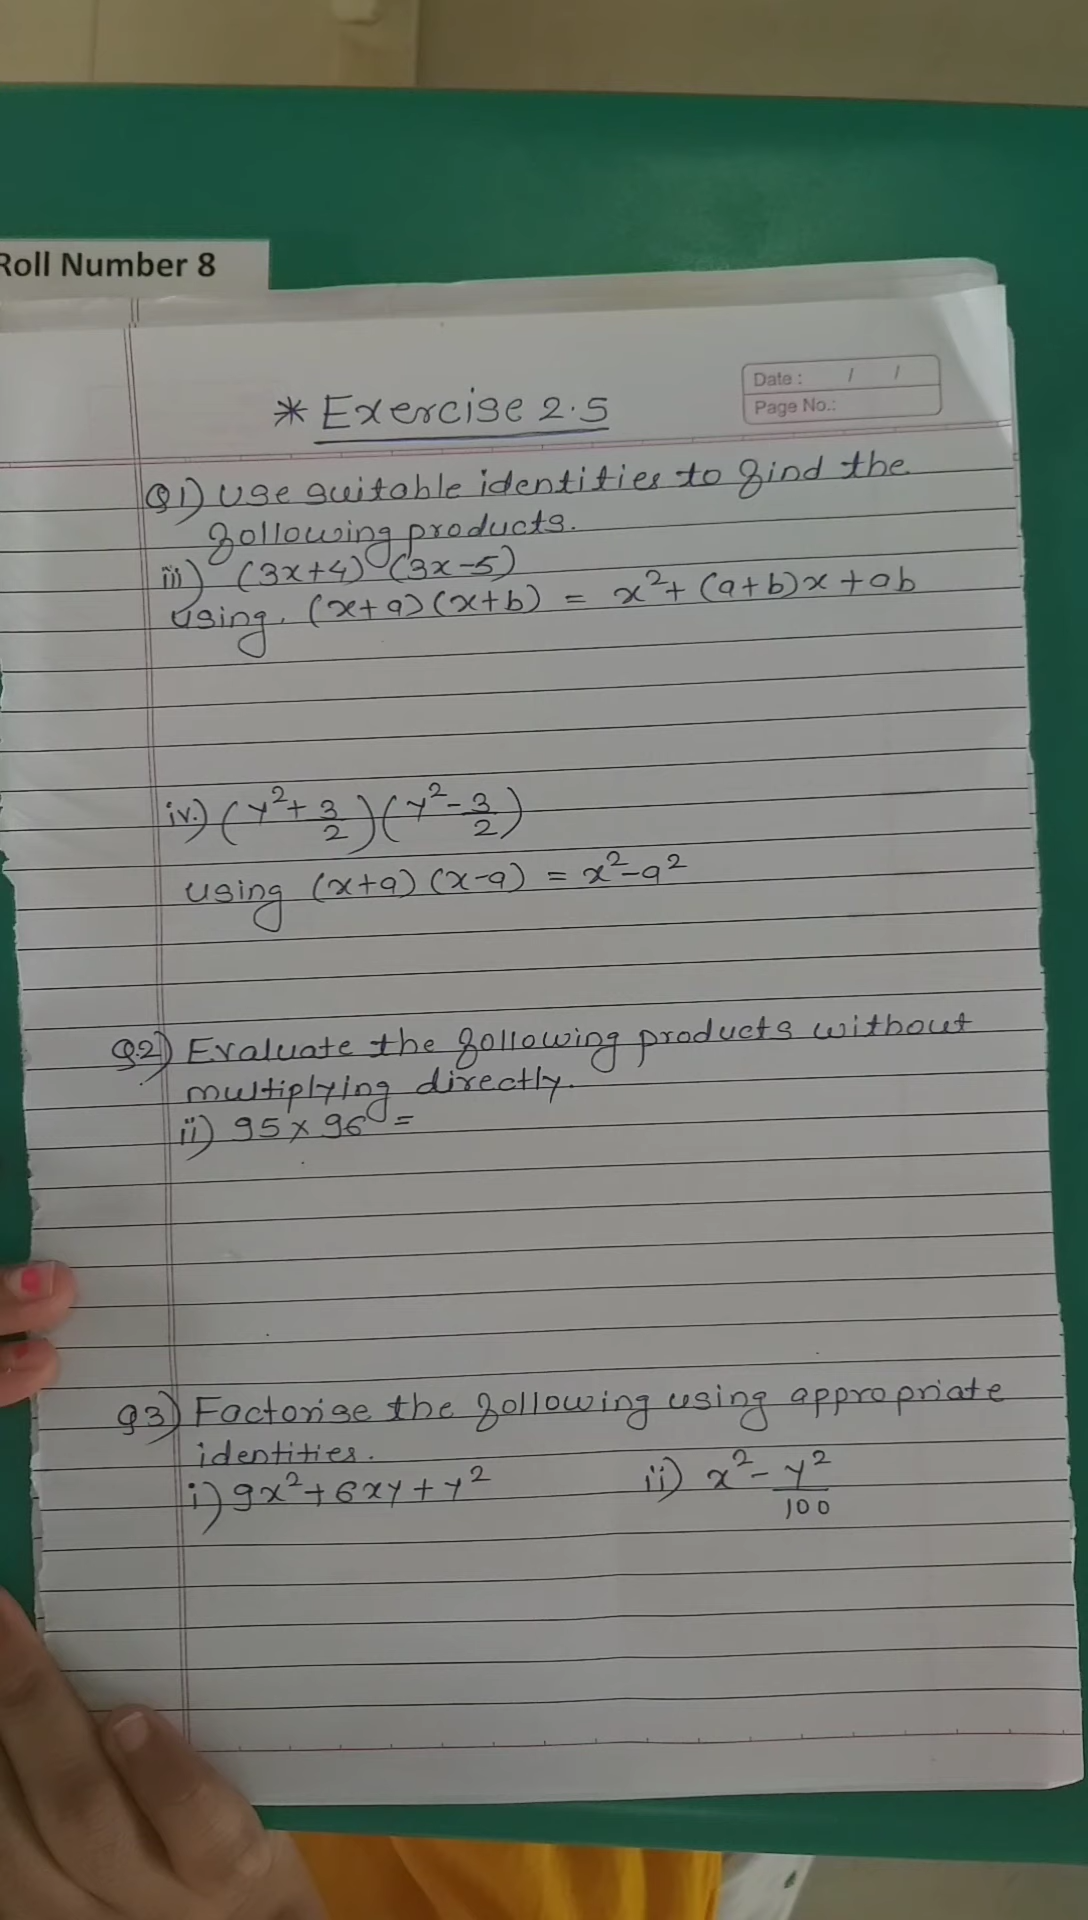 Roll Number 8
Date : / /
Page No.:
* Exercise 2.5
Q1) Use suitable identities to find the
following products.
iii) (3x+4) (3x-5)
using. (x+a)(x+b) = x²+(a+b)x+ab
iv.) (y²+3/2)(y²-3/2)
using (x+a)(x-a) = x²-a²
Q.2) Evaluate the following products without
multiplying directly.
ii) 95 x 96 =
Q3) Factorise the following using appropriate
identities.
i) 9x²+6xy+y² ii) x²-y²/100